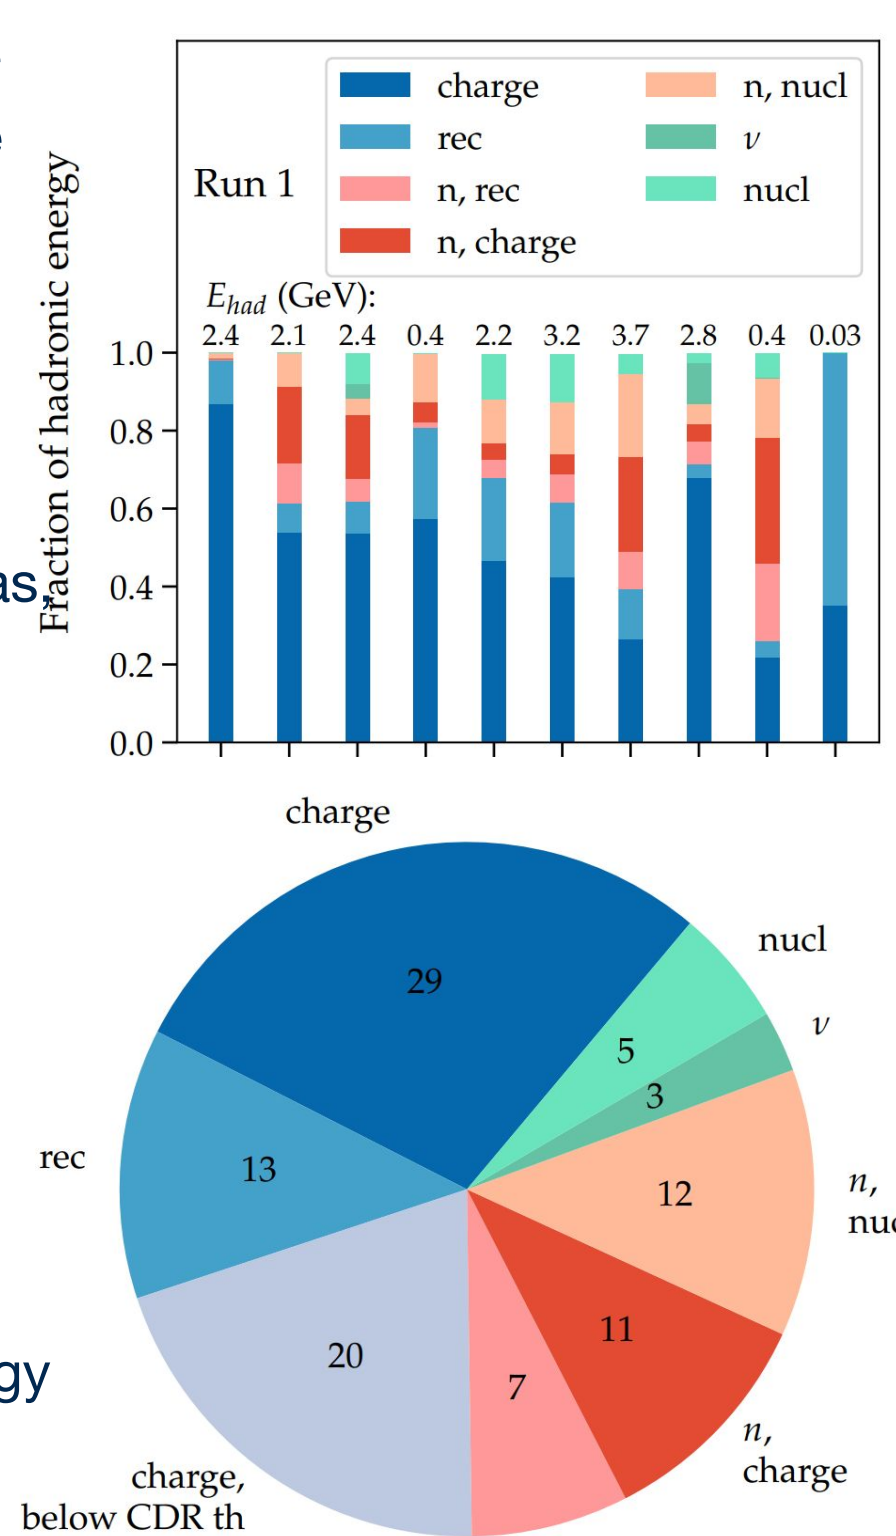 Fraction of hadronic energy
charge
rec
n, rec
n, charge
n, nucl
ν
nucl
Run 1
E_had (GeV):
2.4 2.1 2.4 0.4 2.2 3.2 3.7 2.8 0.4 0.03
1.0
0.8
0.6
0.4
0.2
0.0
as,
charge
29
nucl
5
ν
3
rec
13
n,
nuc
12
20
11
7
gy
n,
charge
charge,
below CDR th